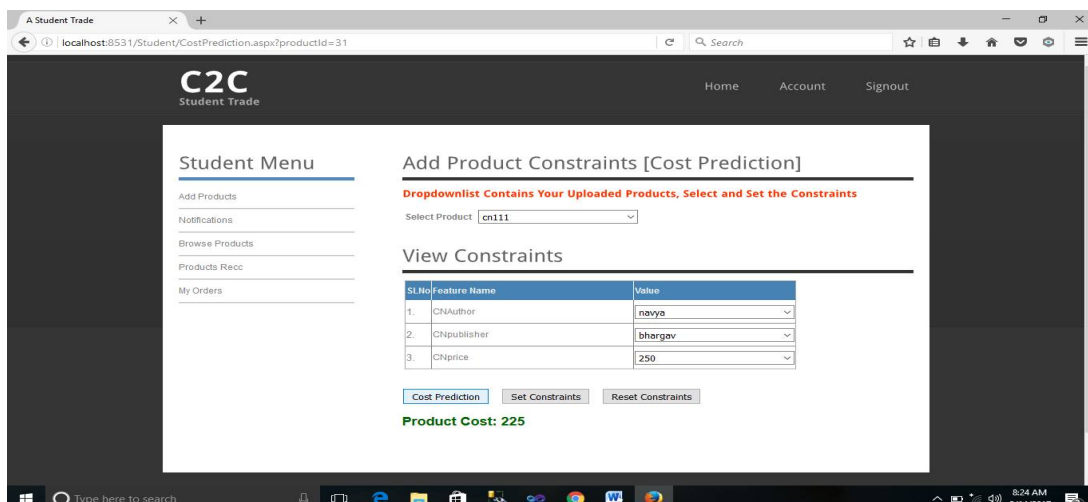 A Student Trade
localhost:8531/Student/CostPrediction.aspx?productId=31
Search
C2C
Student Trade
Home Account Signout
Student Menu
Add Products
Notifications
Browse Products
Products Recc
My Orders
Add Product Constraints [Cost Prediction]
Dropdownlist Contains Your Uploaded Products, Select and Set the Constraints
Select Product cn111
View Constraints
SLNo Feature Name Value
1. CNAuthor navya
2. CNpublisher bhargav
3. CNprice 250
Cost Prediction Set Constraints Reset Constraints
Product Cost: 225
Type here to search
8:24 AM